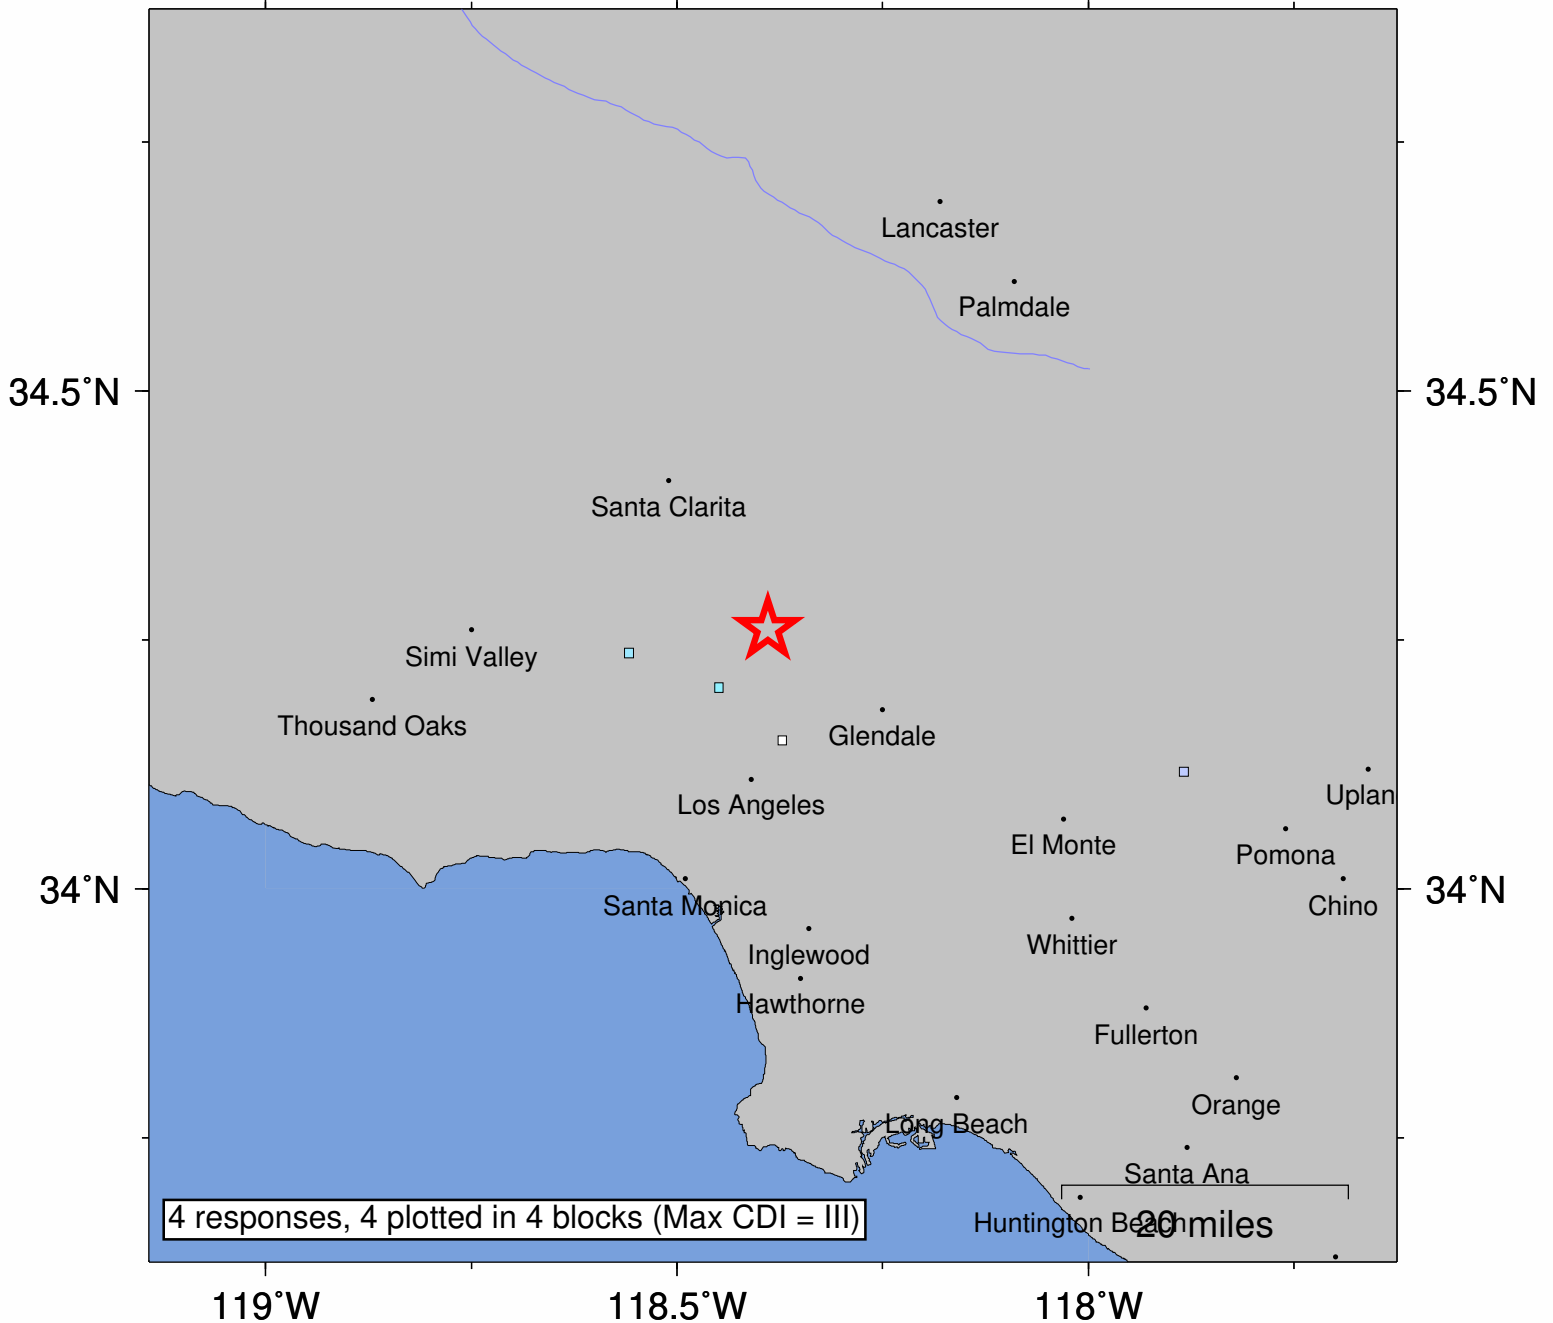 Lancaster
Palmdale
34.5°N
34.5°N
Santa Clarita
Simi Valley
Thousand Oaks
Glendale
Los Angeles
Uplan
El Monte
Pomona
34°N
34°N
Santa Monica
Chino
Inglewood
Whittier
Hawthorne
Fullerton
Orange
Long Beach
Santa Ana
4 responses, 4 plotted in 4 blocks (Max CDI = III)
Huntington Beach
20 miles
119°W
118.5°W
118°W